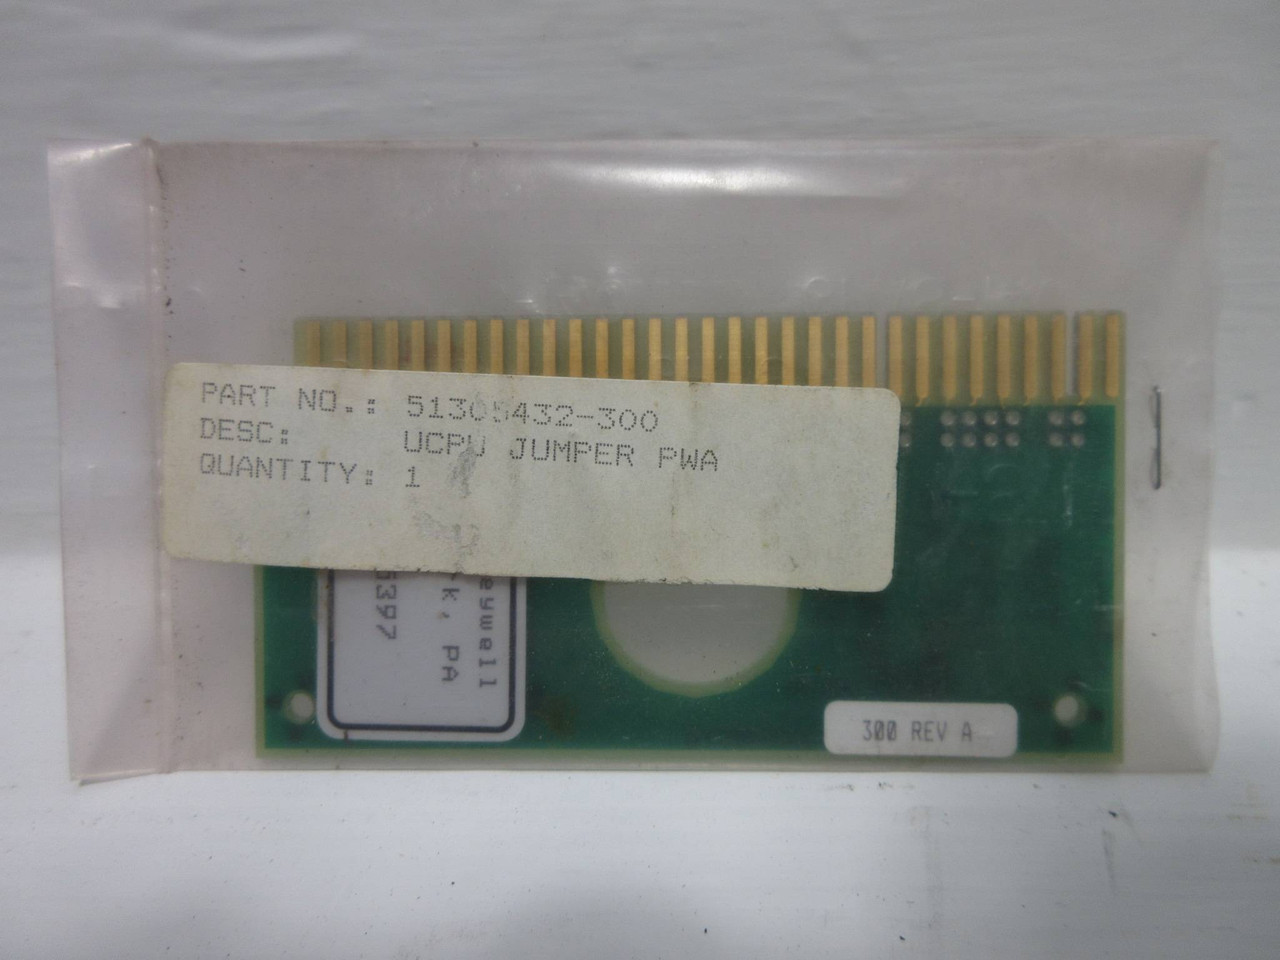 PART NO.: 51305432-300
DESC: UCPU JUMPER PWA
QUANTITY: 1
eywell
k, PA
5397
300 REV A